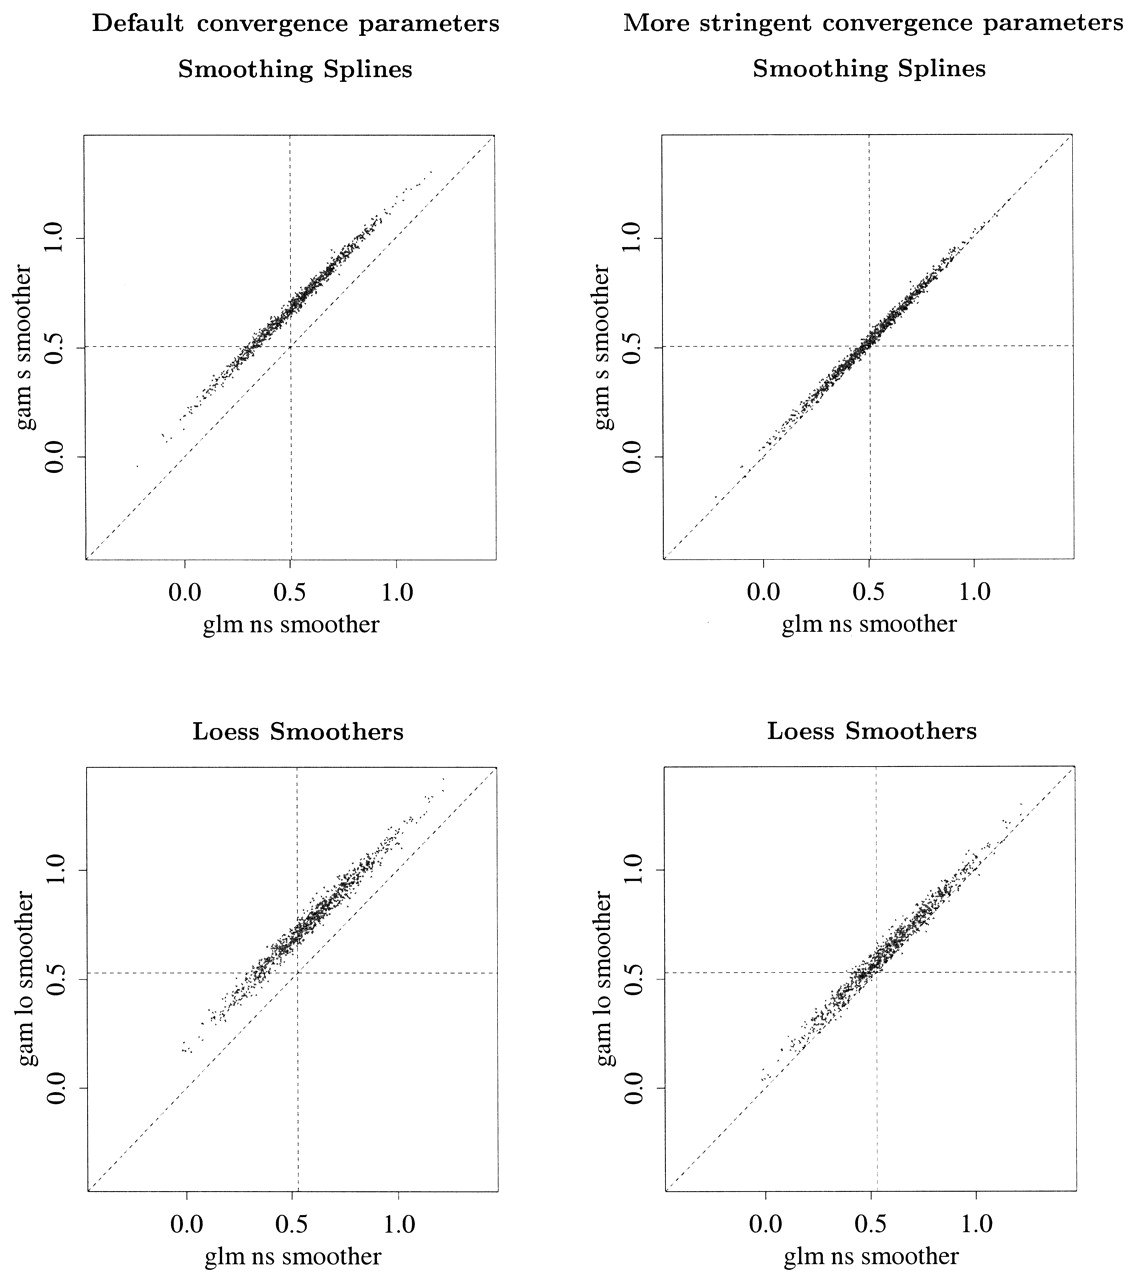 Default convergence parameters
Smoothing Splines
1.0
0.5
0.0
gam s smoother
0.0 0.5 1.0
glm ns smoother
More stringent convergence parameters
Smoothing Splines
1.0
0.5
0.0
gam s smoother
0.0 0.5 1.0
glm ns smoother
Loess Smoothers
1.0
0.5
0.0
gam lo smoother
0.0 0.5 1.0
glm ns smoother
Loess Smoothers
1.0
0.5
0.0
gam lo smoother
0.0 0.5 1.0
glm ns smoother